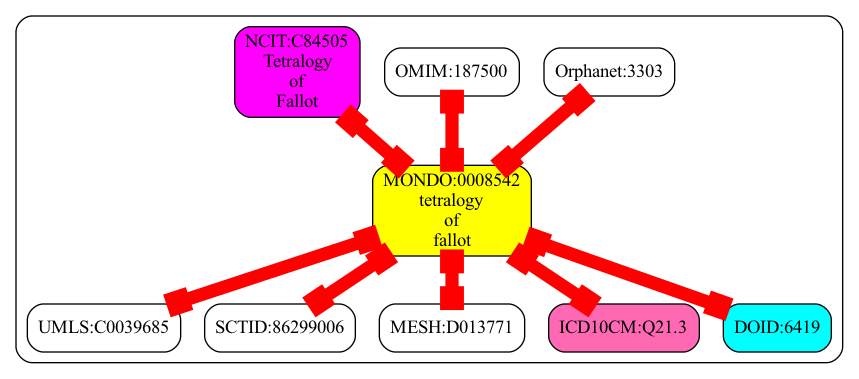 NCIT:C84505
Tetralogy
of
Fallot
OMIM:187500
Orphanet:3303
MONDO:0008542
tetralogy
of
fallot
UMLS:C0039685
SCTID:86299006
MESH:D013771
ICD10CM:Q21.3
DOID:6419